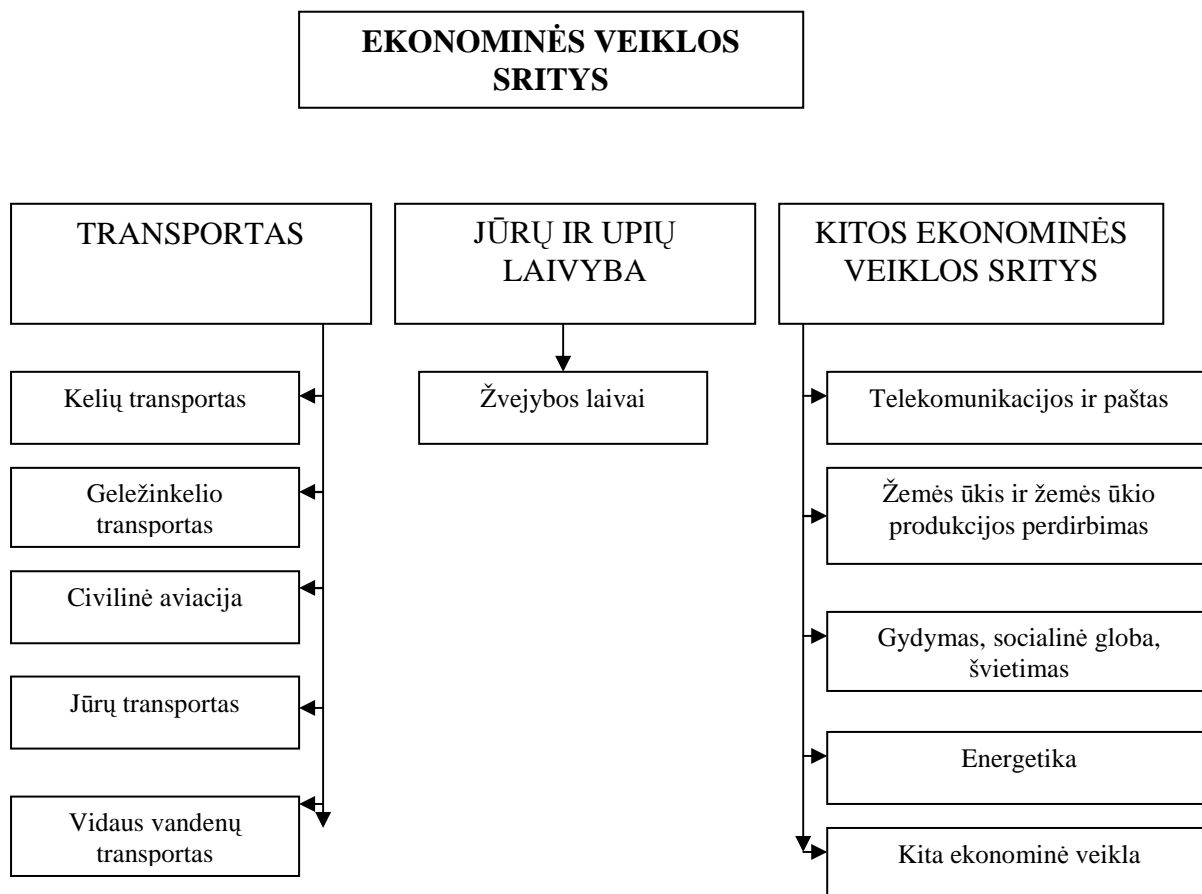 EKONOMINĖS VEIKLOS
SRITYS
TRANSPORTAS
JŪRŲ IR UPIŲ
LAIVYBA
KITOS EKONOMINĖS
VEIKLOS SRITYS
Kelių transportas
Geležinkelio
transportas
Civilinė aviacija
Jūrų transportas
Vidaus vandenų
transportas
Žvejybos laivai
Telekomunikacijos ir paštas
Žemės ūkis ir žemės ūkio
produkcijos perdirbimas
Gydymas, socialinė globa,
švietimas
Energetika
Kita ekonominė veikla